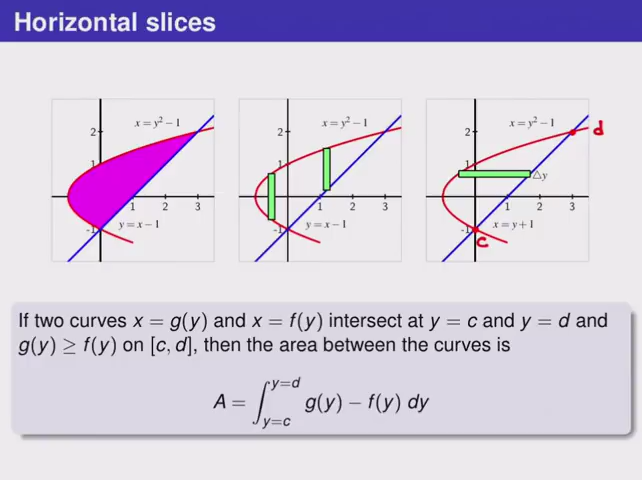 Horizontal slices
x = y² − 1
2
1
-1
1 2 3
y = x − 1
x = y² − 1
2
1
-1
1 2 3
y = x − 1
x = y² − 1
d
2
1
△y
-1
1 2 3
c
x = y + 1
If two curves x = g(y) and x = f(y) intersect at y = c and y = d and
g(y) ≥ f(y) on [c, d], then the area between the curves is
A = ∫_{y=c}^{y=d} g(y) − f(y) dy